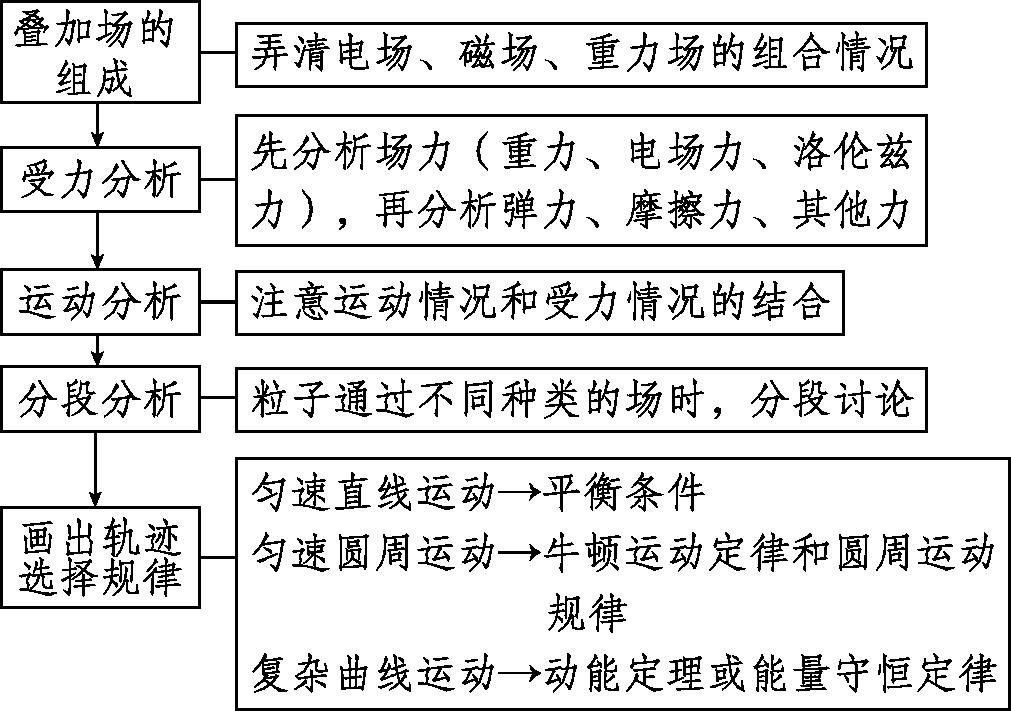 叠加场的
组成
弄清电场、磁场、重力场的组合情况
受力分析
先分析场力（重力、电场力、洛伦兹
力），再分析弹力、摩擦力、其他力
运动分析
注意运动情况和受力情况的结合
分段分析
粒子通过不同种类的场时，分段讨论
画出轨迹
选择规律
匀速直线运动→平衡条件
匀速圆周运动→牛顿运动定律和圆周运动
规律
复杂曲线运动→动能定理或能量守恒定律